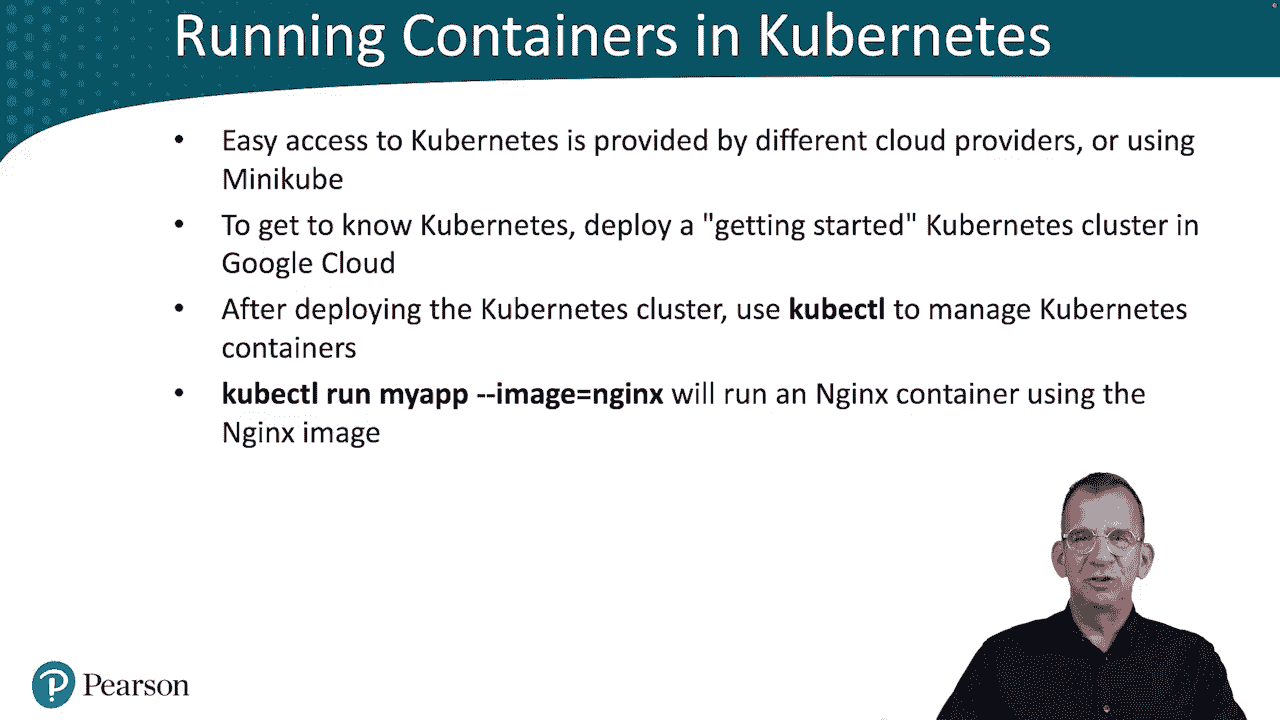 Running Containers in Kubernetes
• Easy access to Kubernetes is provided by different cloud providers, or using
Minikube
• To get to know Kubernetes, deploy a "getting started" Kubernetes cluster in
Google Cloud
• After deploying the Kubernetes cluster, use kubectl to manage Kubernetes
containers
• kubectl run myapp --image=nginx will run an Nginx container using the
Nginx image
Pearson